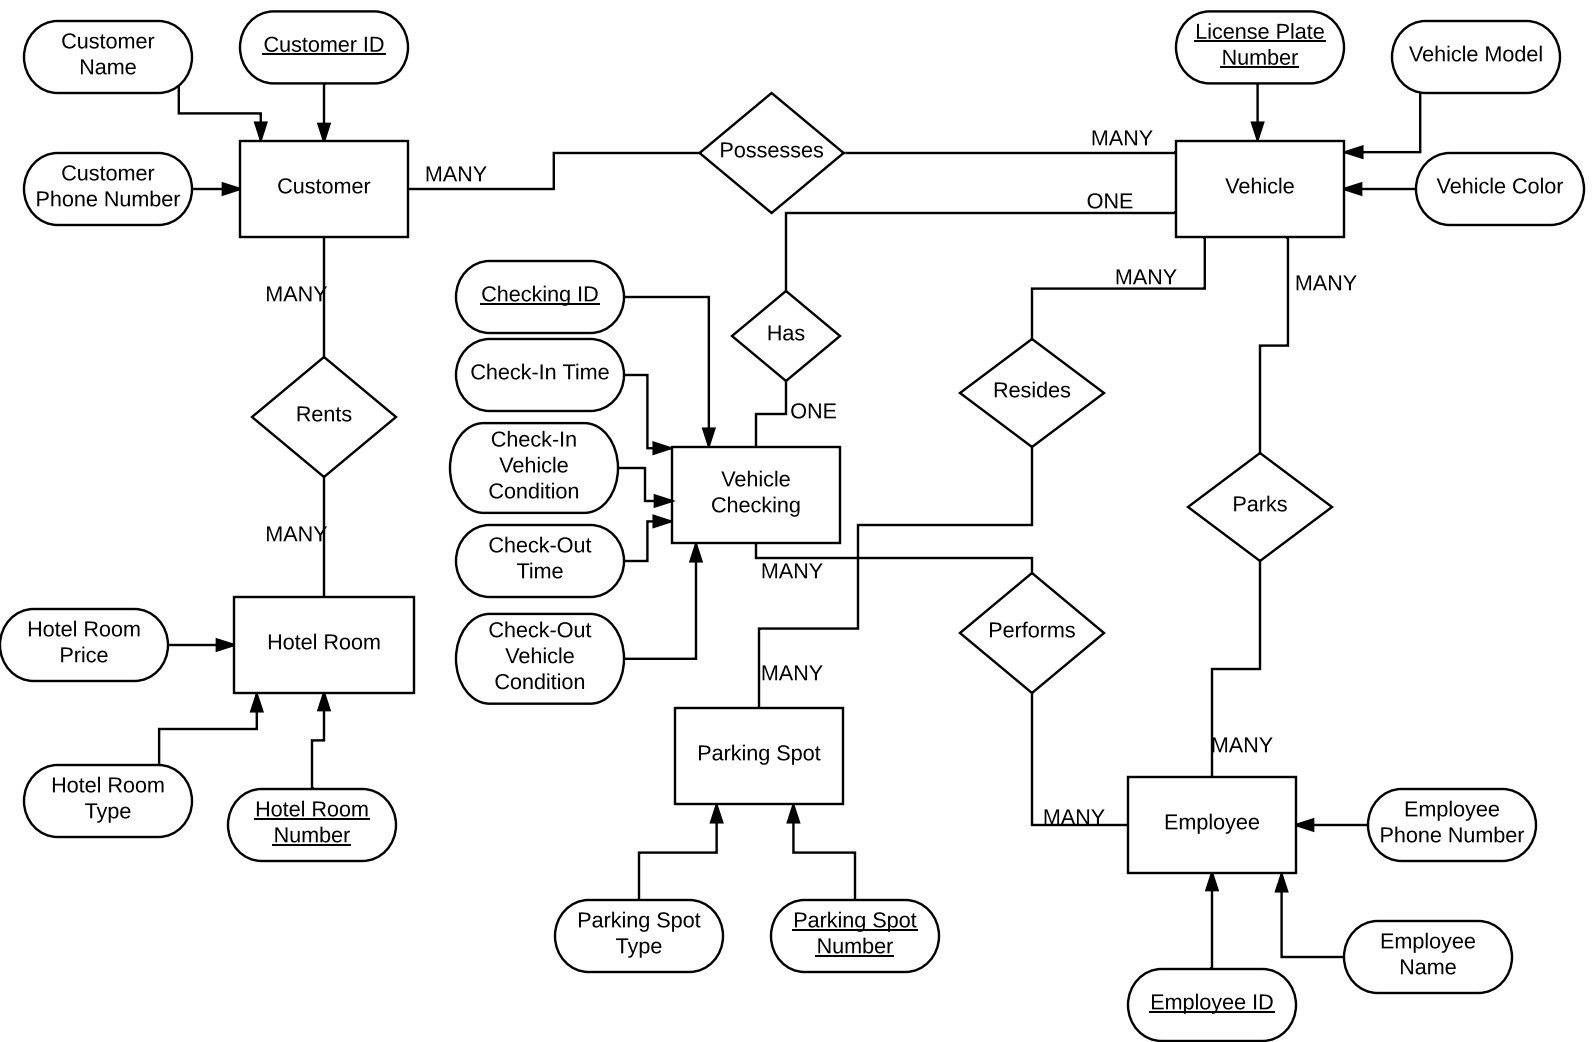 Customer
Name
Customer ID
License Plate
Number
Vehicle Model
Customer
Phone Number
Customer
MANY
Possesses
MANY
Vehicle
Vehicle Color
ONE
MANY
Checking ID
Has
MANY
MANY
Check-In Time
Resides
Rents
ONE
Check-In
Vehicle
Condition
Vehicle
Checking
Parks
MANY
Check-Out
Time
MANY
Hotel Room
Price
Hotel Room
Check-Out
Vehicle
Condition
Performs
MANY
Parking Spot
MANY
Hotel Room
Type
Hotel Room
Number
MANY
Employee
Employee
Phone Number
Parking Spot
Type
Parking Spot
Number
Employee
Name
Employee ID